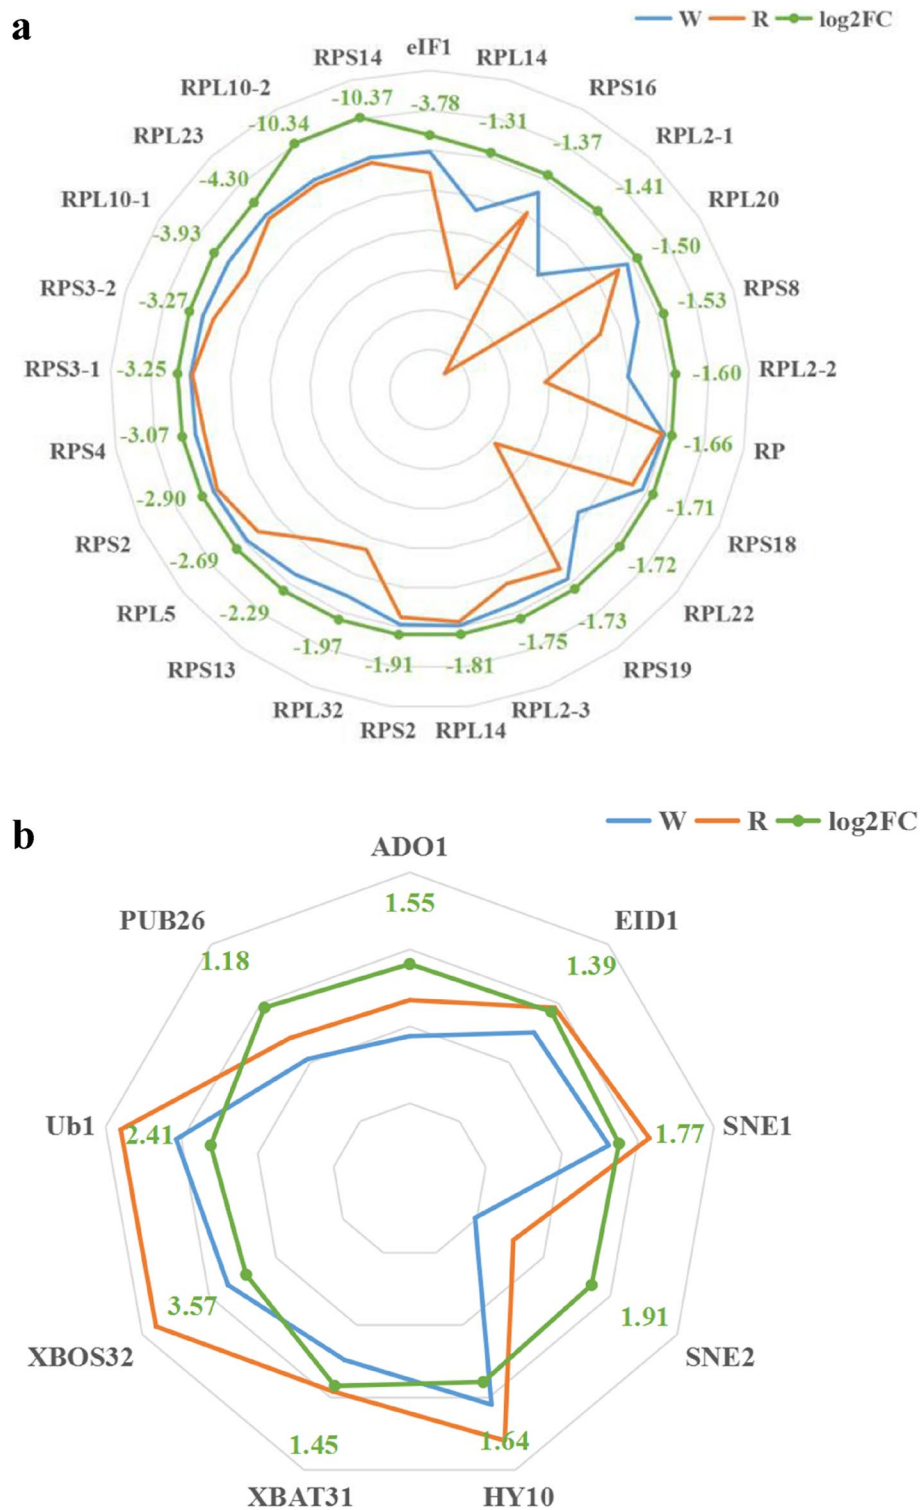 a
W R log2FC
eIF1
RPS14 RPL14
RPL10-2 RPS16
RPL23 RPL2-1
RPL10-1 RPL20
RPS3-2 RPS8
RPS3-1 RPL2-2
RPS4 RP
RPS2 RPS18
RPL5 RPL22
RPS13 RPS19
RPL32 RPL2-3
RPS2 RPL14
-3.78
-10.37 -1.31
-10.34 -1.37
-4.30 -1.41
-3.93 -1.50
-3.27 -1.53
-3.25 -1.60
-3.07 -1.66
-2.90 -1.71
-2.69 -1.72
-2.29 -1.73
-1.97 -1.75
-1.91 -1.81
b
W R log2FC
ADO1
1.55
PUB26 EID1
1.18 1.39
Ub1 2.41 1.77 SNE1
3.57 1.91
XBOS32 SNE2
1.45 1.64
XBAT31 HY10